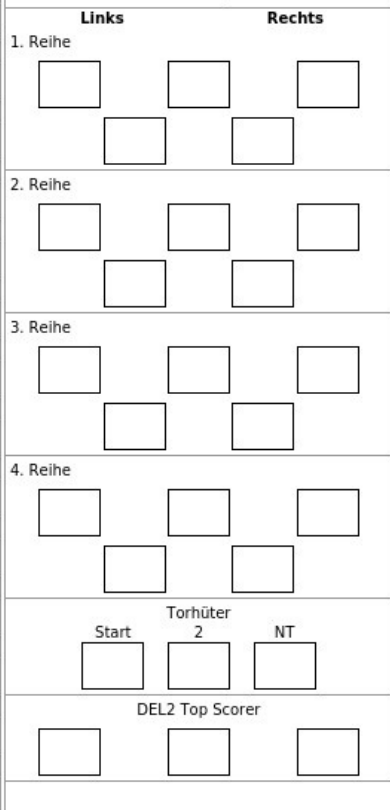 Links Rechts
1. Reihe
2. Reihe
3. Reihe
4. Reihe
Torhüter
Start 2 NT
DEL2 Top Scorer